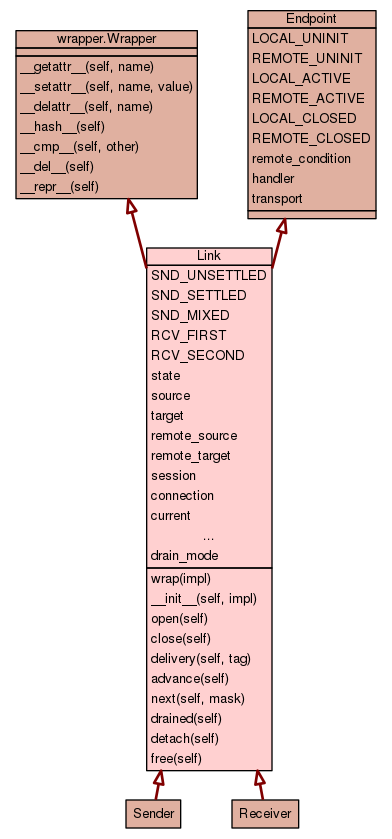 wrapper.Wrapper
__getattr__(self, name)
__setattr__(self, name, value)
__delattr__(self, name)
__hash__(self)
__cmp__(self, other)
__del__(self)
__repr__(self)
Endpoint
LOCAL_UNINIT
REMOTE_UNINIT
LOCAL_ACTIVE
REMOTE_ACTIVE
LOCAL_CLOSED
REMOTE_CLOSED
remote_condition
handler
transport
Link
SND_UNSETTLED
SND_SETTLED
SND_MIXED
RCV_FIRST
RCV_SECOND
state
source
target
remote_source
remote_target
session
connection
current
...
drain_mode
wrap(impl)
__init__(self, impl)
open(self)
close(self)
delivery(self, tag)
advance(self)
next(self, mask)
drained(self)
detach(self)
free(self)
Sender
Receiver